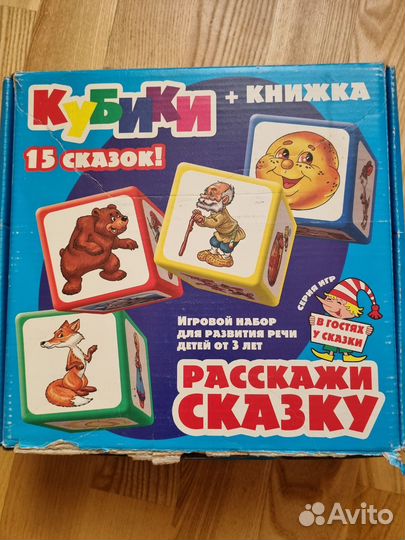 КУБИКИ + КНИЖКА
15 СКАЗОК!
ИГРОВОЙ НАБОР
ДЛЯ РАЗВИТИЯ РЕЧИ
ДЕТЕЙ ОТ 3 ЛЕТ
СЕРИЯ ИГР
В ГОСТЯХ
У СКАЗКИ
РАССКАЖИ
СКАЗКУ
Avito